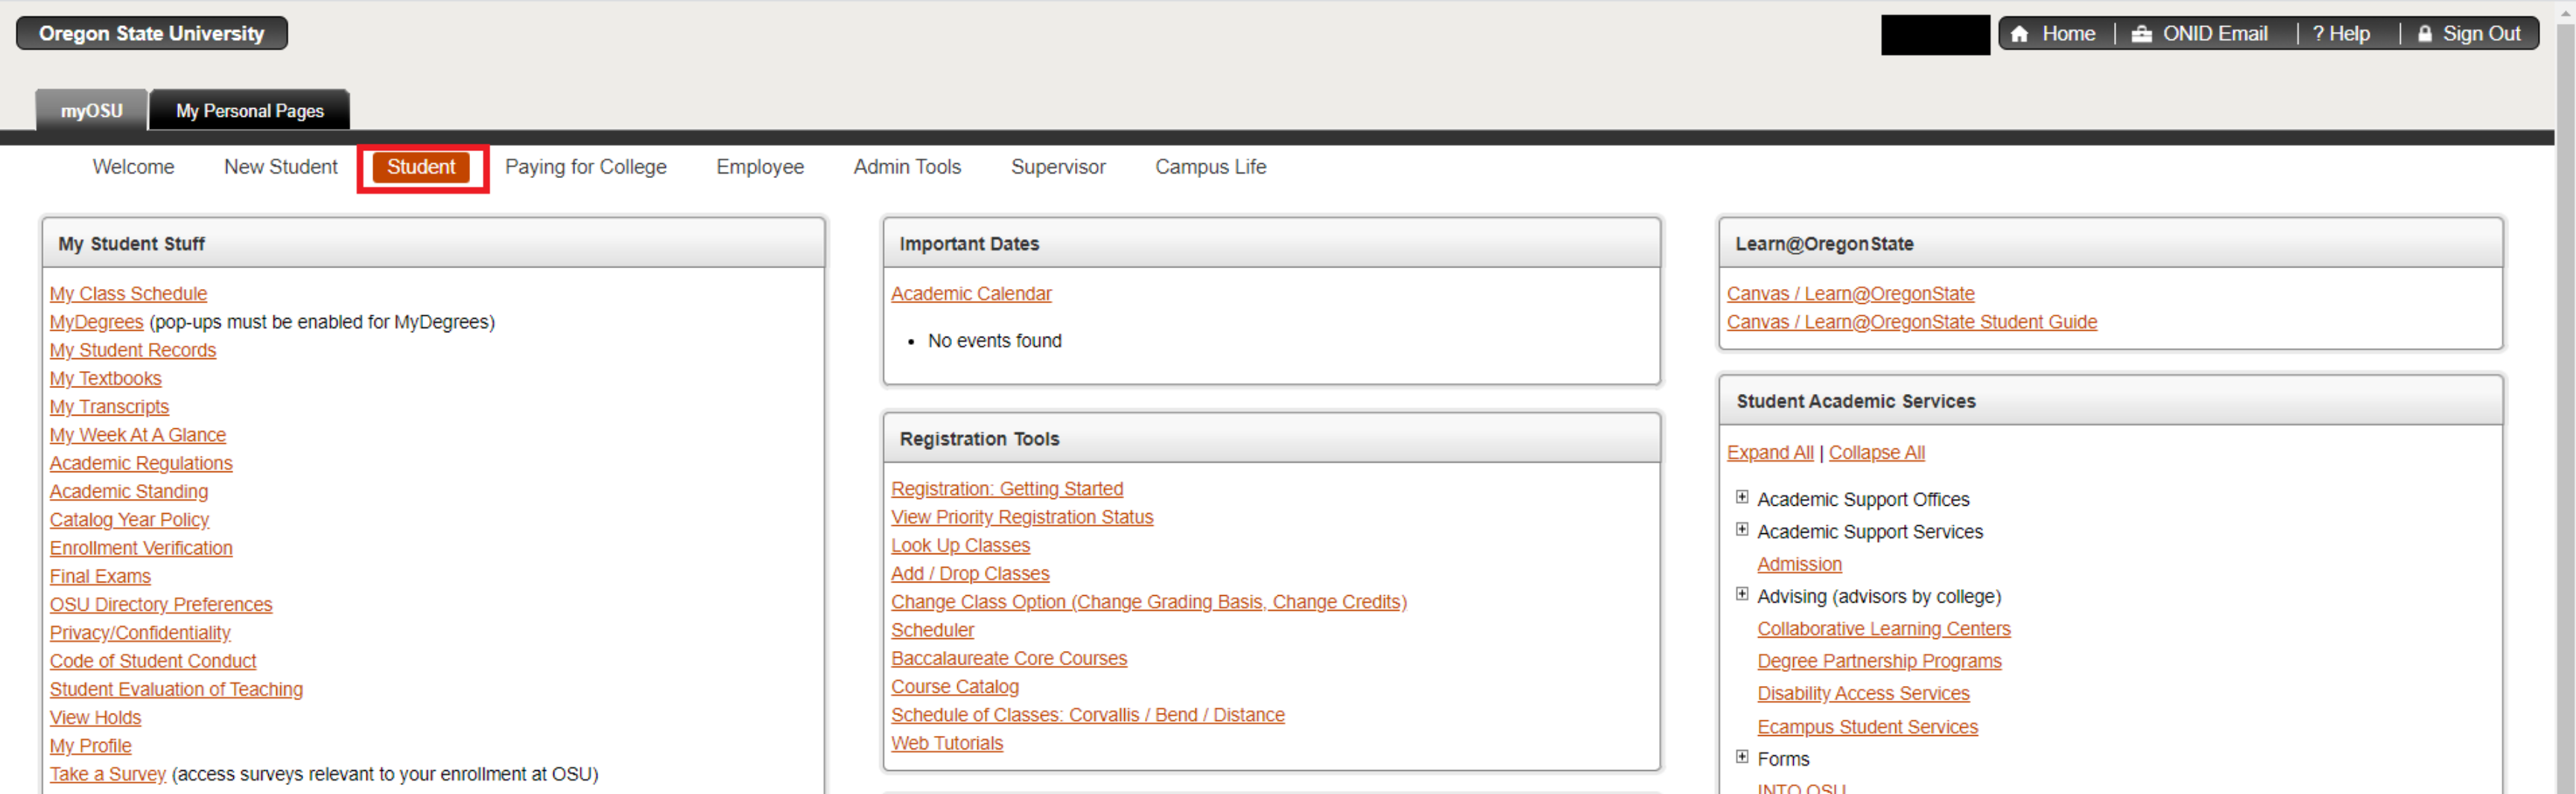 Oregon State University
Home | ONID Email | ? Help | Sign Out
myOSU My Personal Pages
Welcome New Student Student Paying for College Employee Admin Tools Supervisor Campus Life
My Student Stuff
My Class Schedule
MyDegrees (pop-ups must be enabled for MyDegrees)
My Student Records
My Textbooks
My Transcripts
My Week At A Glance
Academic Regulations
Academic Standing
Catalog Year Policy
Enrollment Verification
Final Exams
OSU Directory Preferences
Privacy/Confidentiality
Code of Student Conduct
Student Evaluation of Teaching
View Holds
My Profile
Take a Survey (access surveys relevant to your enrollment at OSU)
Important Dates
Academic Calendar
• No events found
Registration Tools
Registration: Getting Started
View Priority Registration Status
Look Up Classes
Add / Drop Classes
Change Class Option (Change Grading Basis, Change Credits)
Scheduler
Baccalaureate Core Courses
Course Catalog
Schedule of Classes: Corvallis / Bend / Distance
Web Tutorials
Learn@OregonState
Canvas / Learn@OregonState
Canvas / Learn@OregonState Student Guide
Student Academic Services
Expand All | Collapse All
Academic Support Offices
Academic Support Services
Admission
Advising (advisors by college)
Collaborative Learning Centers
Degree Partnership Programs
Disability Access Services
Ecampus Student Services
Forms
INTO OSU